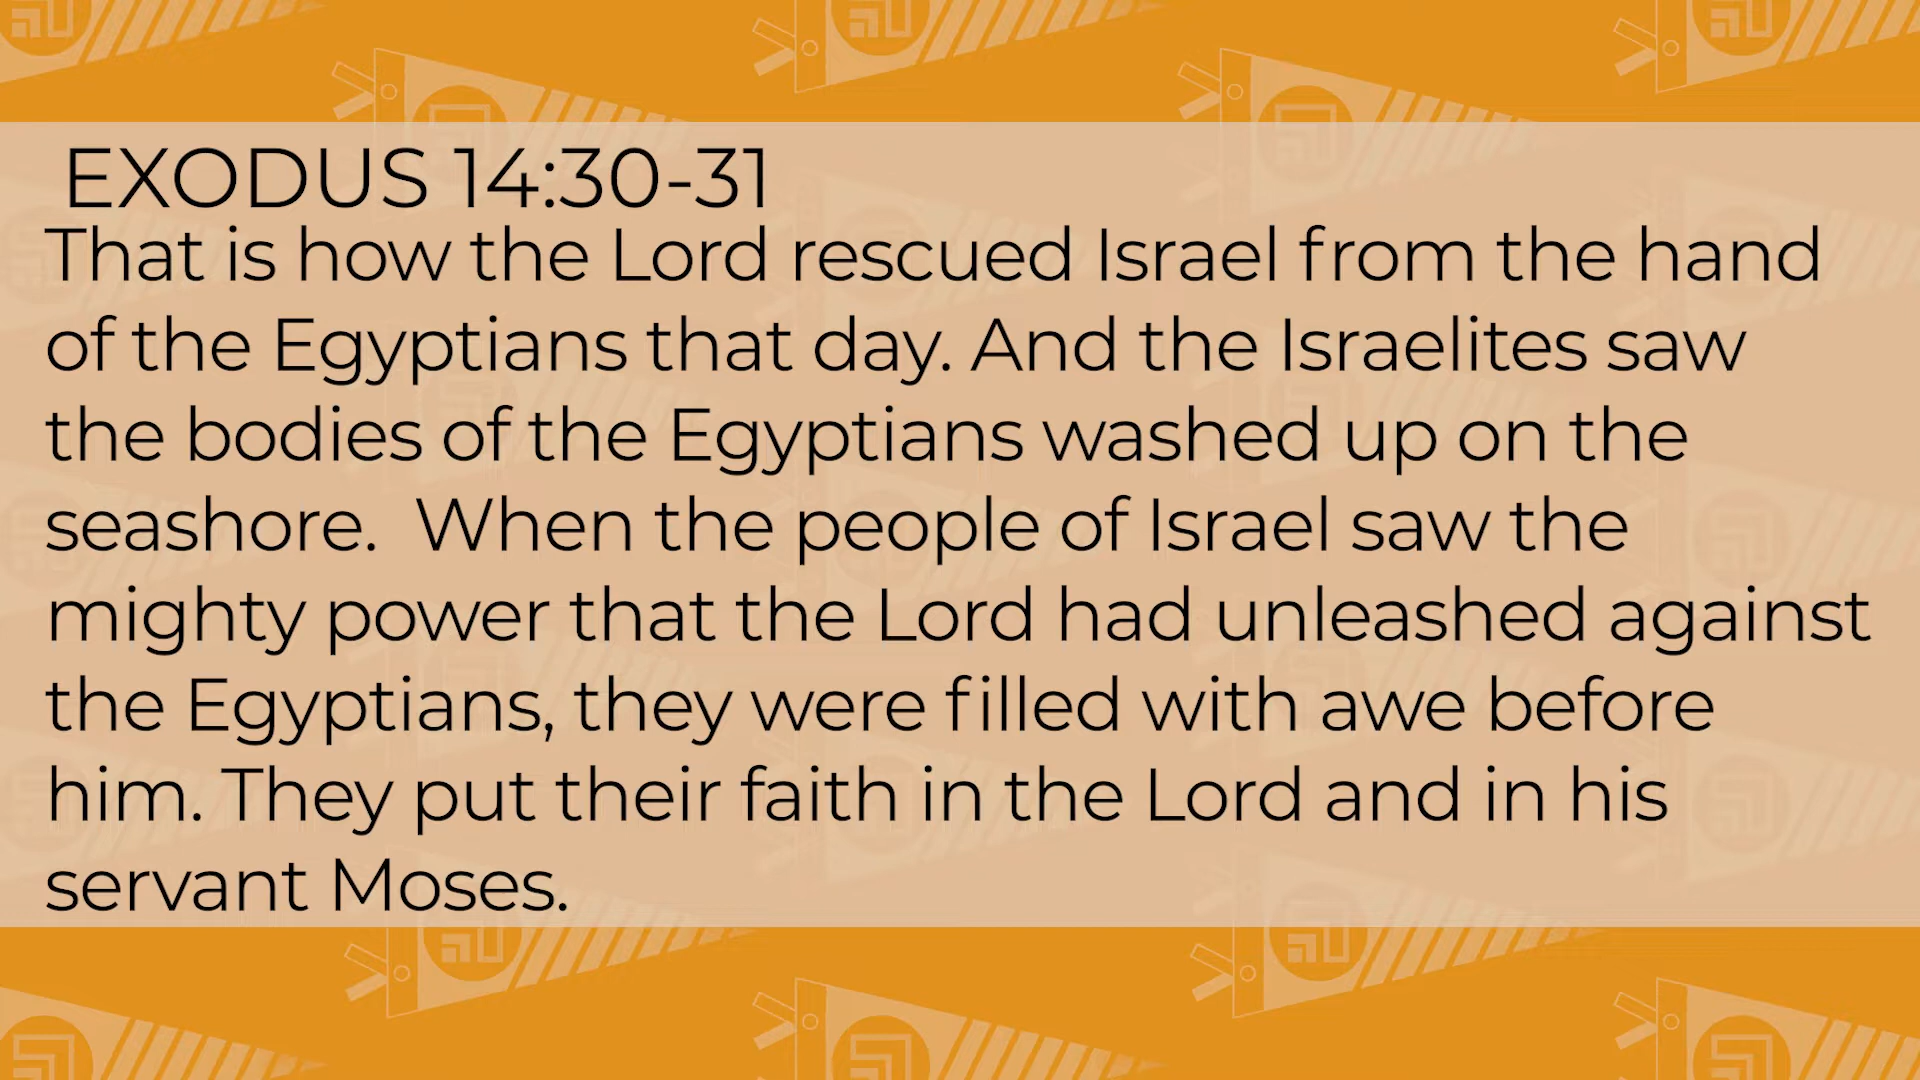 EXODUS 14:30-31
That is how the Lord rescued Israel from the hand
of the Egyptians that day. And the Israelites saw
the bodies of the Egyptians washed up on the
seashore.  When the people of Israel saw the
mighty power that the Lord had unleashed against
the Egyptians, they were filled with awe before
him. They put their faith in the Lord and in his
servant Moses.